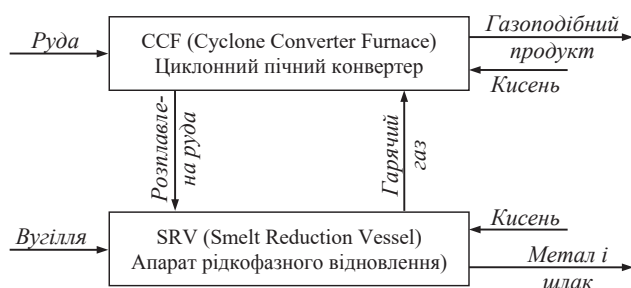 Руда
CCF (Cyclone Converter Furnace)
Циклонний пічний конвертер
Газоподібний
продукт
Кисень
Розплавле-
на руда
Гарячий
газ
Вугілля
SRV (Smelt Reduction Vessel)
Апарат рідкофазного відновлення)
Кисень
Метал і
шлак